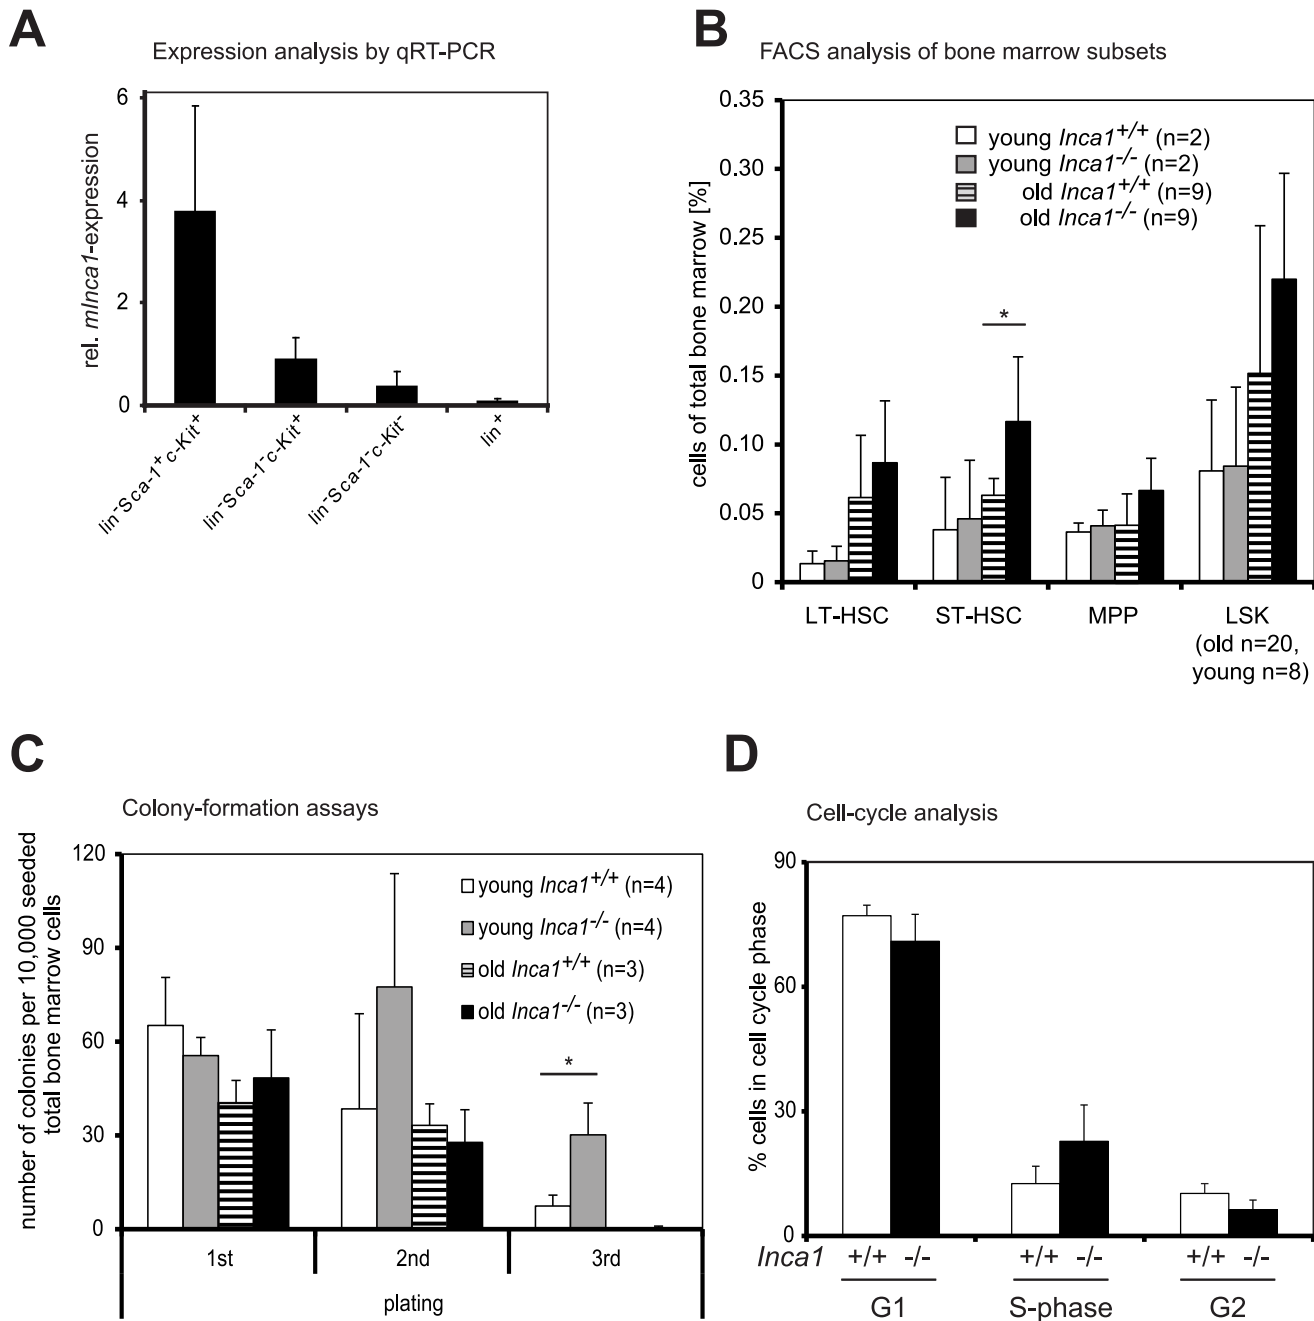 A
Expression analysis by qRT-PCR
rel. mInca1-expression
6
4
2
0
lin⁻Sca-1⁺c-Kit⁺
lin⁻Sca-1⁻c-Kit⁺
lin⁻Sca-1⁻c-Kit⁻
lin⁺
B
FACS analysis of bone marrow subsets
cells of total bone marrow [%]
0.35
0.30
0.25
0.20
0.15
0.10
0.05
0
young Inca1+/+ (n=2)
young Inca1-/- (n=2)
old Inca1+/+ (n=9)
old Inca1-/- (n=9)
*
LT-HSC
ST-HSC
MPP
LSK
(old n=20,
young n=8)
C
Colony-formation assays
number of colonies per 10,000 seeded
total bone marrow cells
120
90
60
30
0
young Inca1+/+ (n=4)
young Inca1-/- (n=4)
old Inca1+/+ (n=3)
old Inca1-/- (n=3)
*
1st
2nd
3rd
plating
D
Cell-cycle analysis
% cells in cell cycle phase
90
60
30
0
Inca1 +/+ -/- +/+ -/- +/+ -/-
G1
S-phase
G2